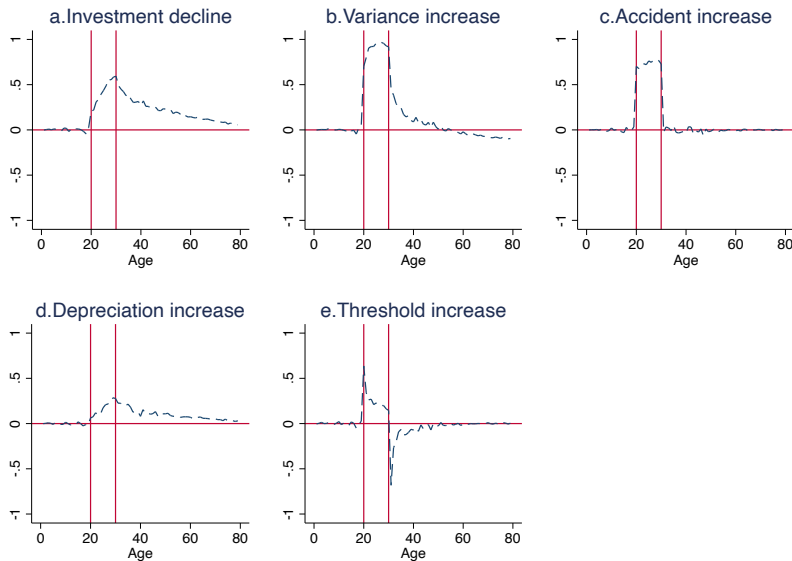 a.Investment decline
b.Variance increase
c.Accident increase
1
.5
0
-.5
-1
0 20 40 60 80
Age
1
.5
0
-.5
-1
0 20 40 60 80
Age
1
.5
0
-.5
-1
0 20 40 60 80
Age
d.Depreciation increase
e.Threshold increase
1
.5
0
-.5
-1
0 20 40 60 80
Age
1
.5
0
-.5
-1
0 20 40 60 80
Age